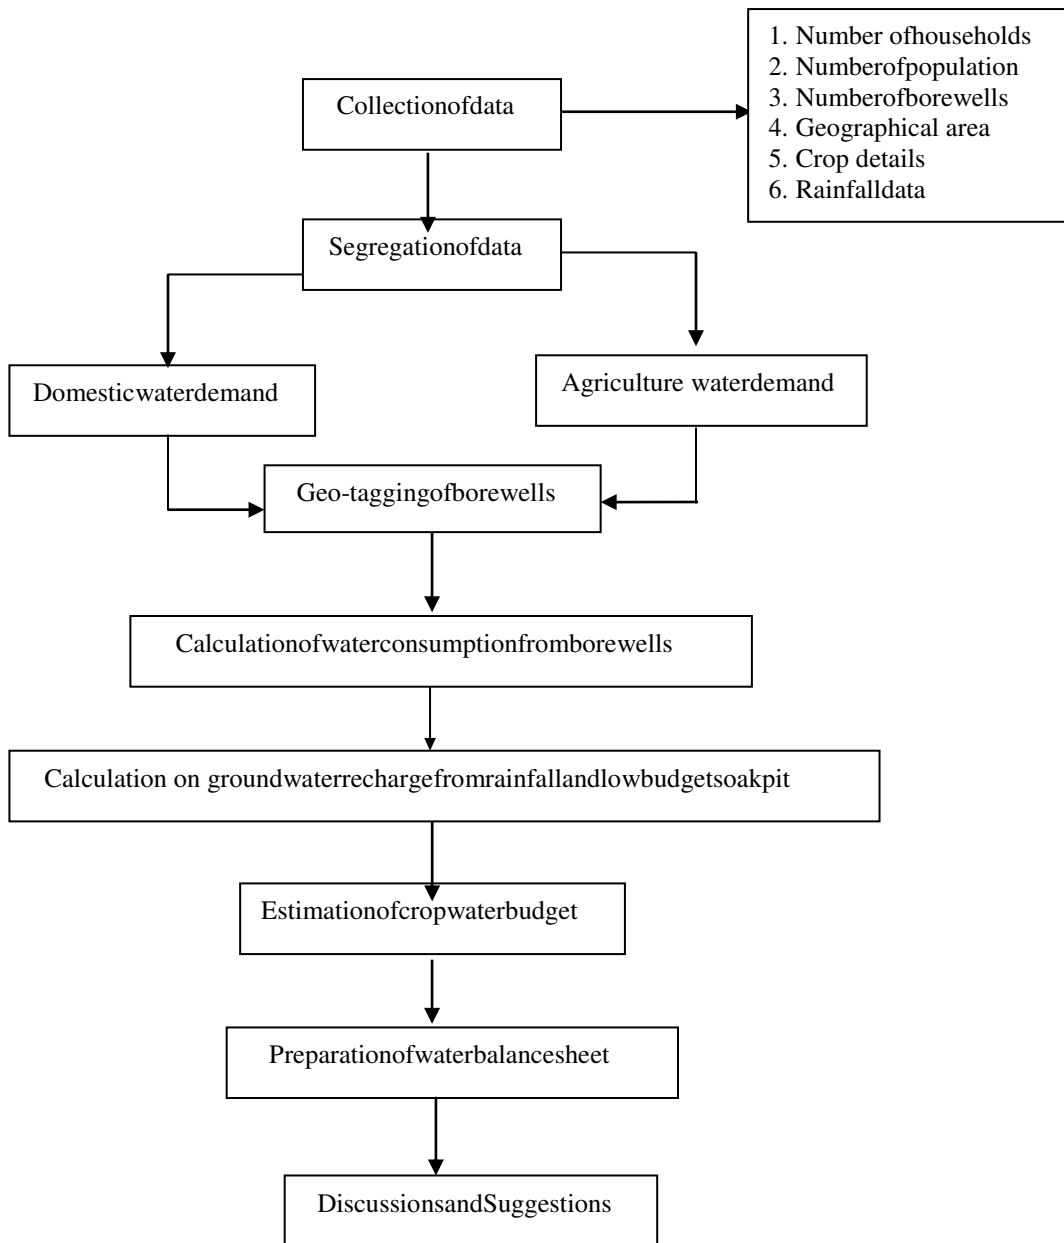 1. Number ofhouseholds
2. Numberofpopulation
3. Numberofborewells
4. Geographical area
5. Crop details
6. Rainfalldata
Collectionofdata
Segregationofdata
Domesticwaterdemand
Agriculture waterdemand
Geo-taggingofborewells
Calculationofwaterconsumptionfromborewells
Calculation on groundwaterrechargefromrainfallandlowbudgetsoakpit
Estimationofcropwaterbudget
Preparationofwaterbalancesheet
DiscussionsandSuggestions